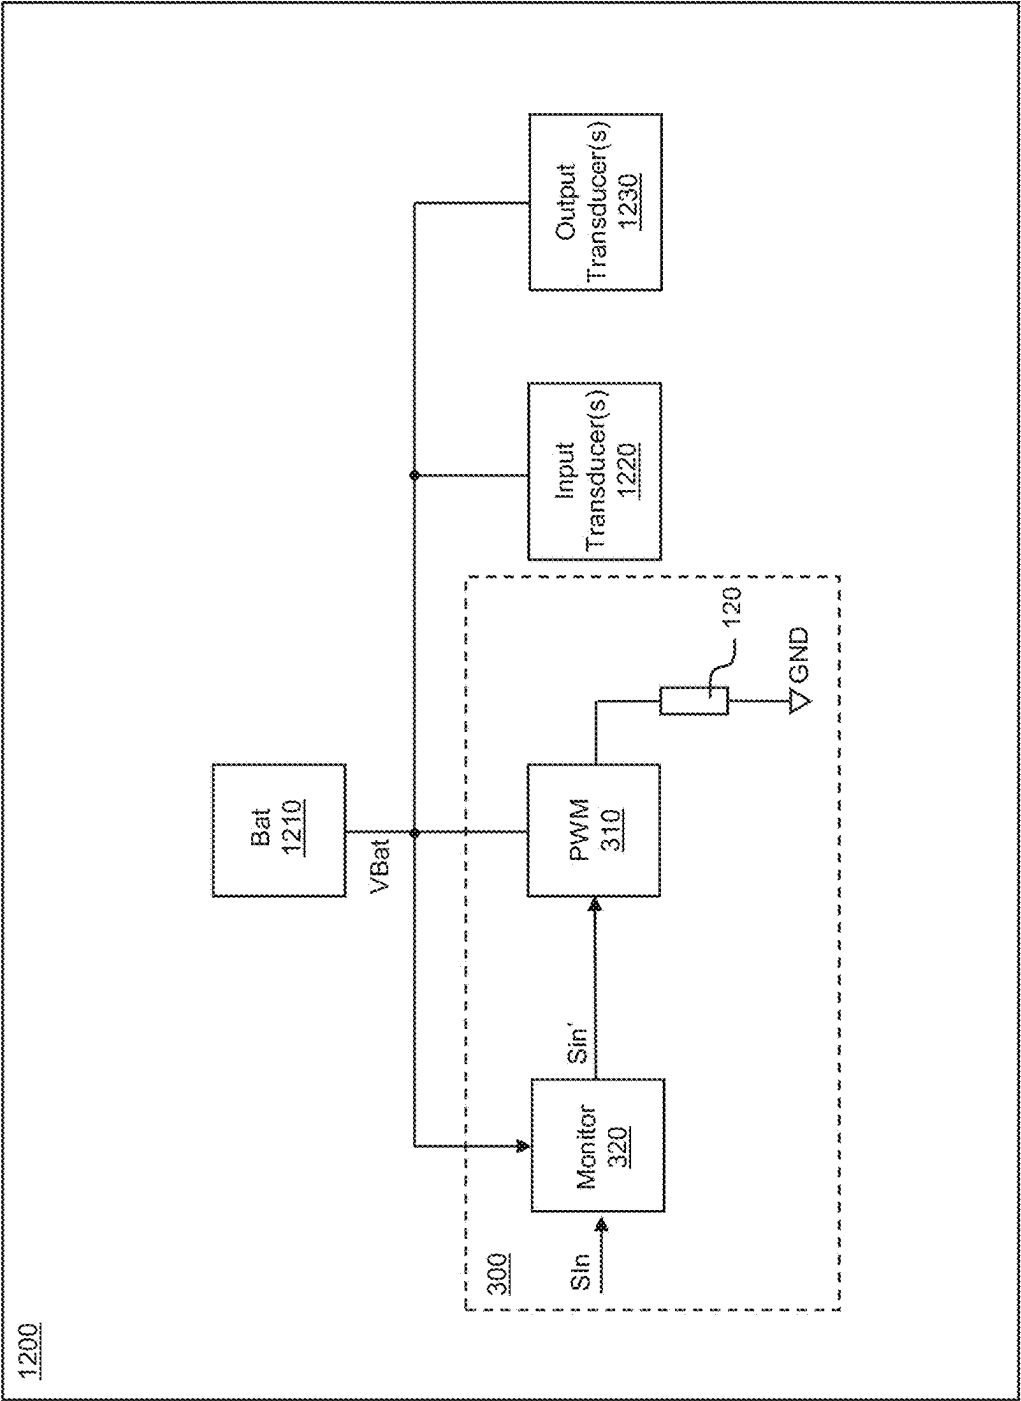 1200
Bat
1210
VBat
300
SIn
Monitor
320
Sin'
PWM
310
120
GND
Input
Transducer(s)
1220
Output
Transducer(s)
1230